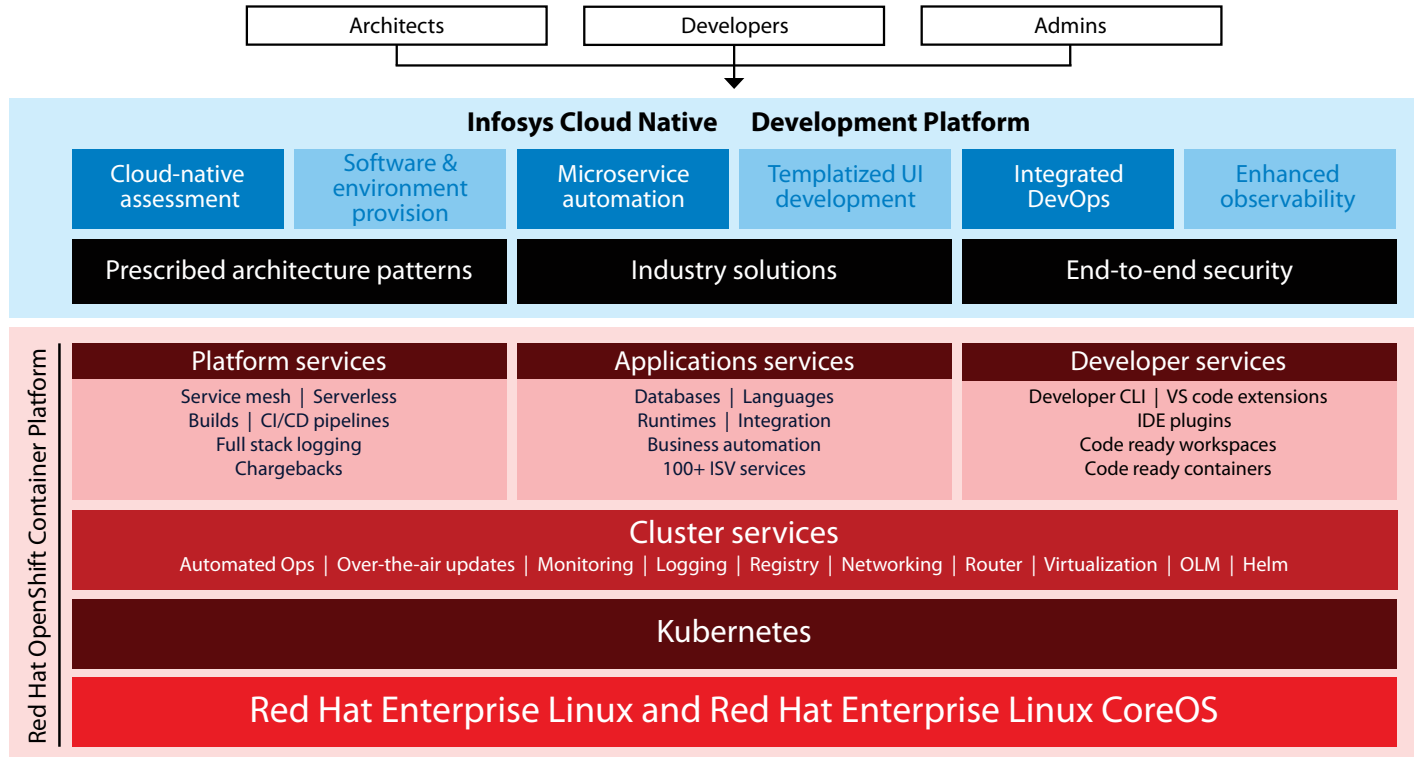 Architects
Developers
Admins
Infosys Cloud Native Development Platform
Cloud-native
assessment
Software &
environment
provision
Microservice
automation
Templatized UI
development
Integrated
DevOps
Enhanced
observability
Prescribed architecture patterns
Industry solutions
End-to-end security
Red Hat OpenShift Container Platform
Platform services
Service mesh | Serverless
Builds | CI/CD pipelines
Full stack logging
Chargebacks
Applications services
Databases | Languages
Runtimes | Integration
Business automation
100+ ISV services
Developer services
Developer CLI | VS code extensions
IDE plugins
Code ready workspaces
Code ready containers
Cluster services
Automated Ops | Over-the-air updates | Monitoring | Logging | Registry | Networking | Router | Virtualization | OLM | Helm
Kubernetes
Red Hat Enterprise Linux and Red Hat Enterprise Linux CoreOS